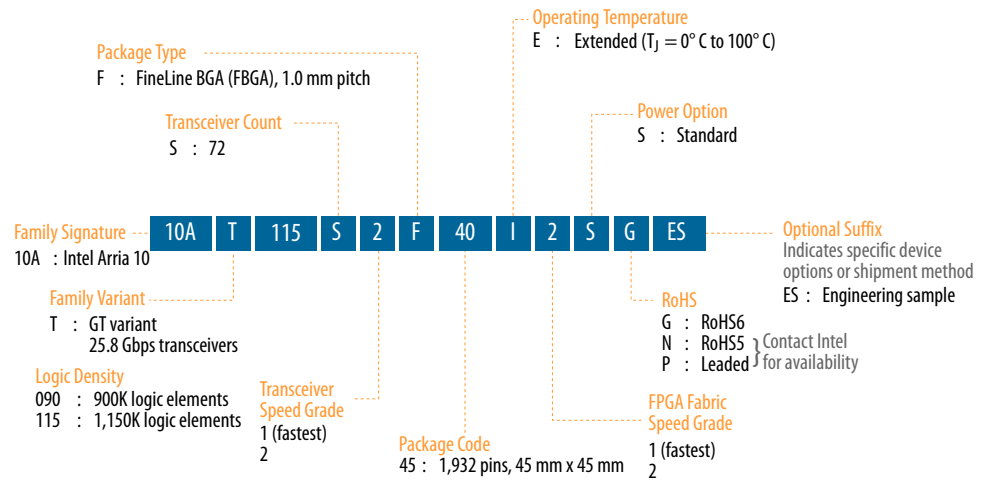 Operating Temperature
E : Extended (TJ = 0° C to 100° C)
Package Type
F : FineLine BGA (FBGA), 1.0 mm pitch
Power Option
S : Standard
Transceiver Count
S : 72
Family Signature
10A : Intel Arria 10
10A T 115 S 2 F 40 I 2 S G ES
Optional Suffix
Indicates specific device
options or shipment method
ES : Engineering sample
Family Variant
T : GT variant
25.8 Gbps transceivers
RoHS
G : RoHS6
N : RoHS5
P : Leaded
} Contact Intel
for availability
Logic Density
090 : 900K logic elements
115 : 1,150K logic elements
Transceiver
Speed Grade
1 (fastest)
2
Package Code
45 : 1,932 pins, 45 mm x 45 mm
FPGA Fabric
Speed Grade
1 (fastest)
2